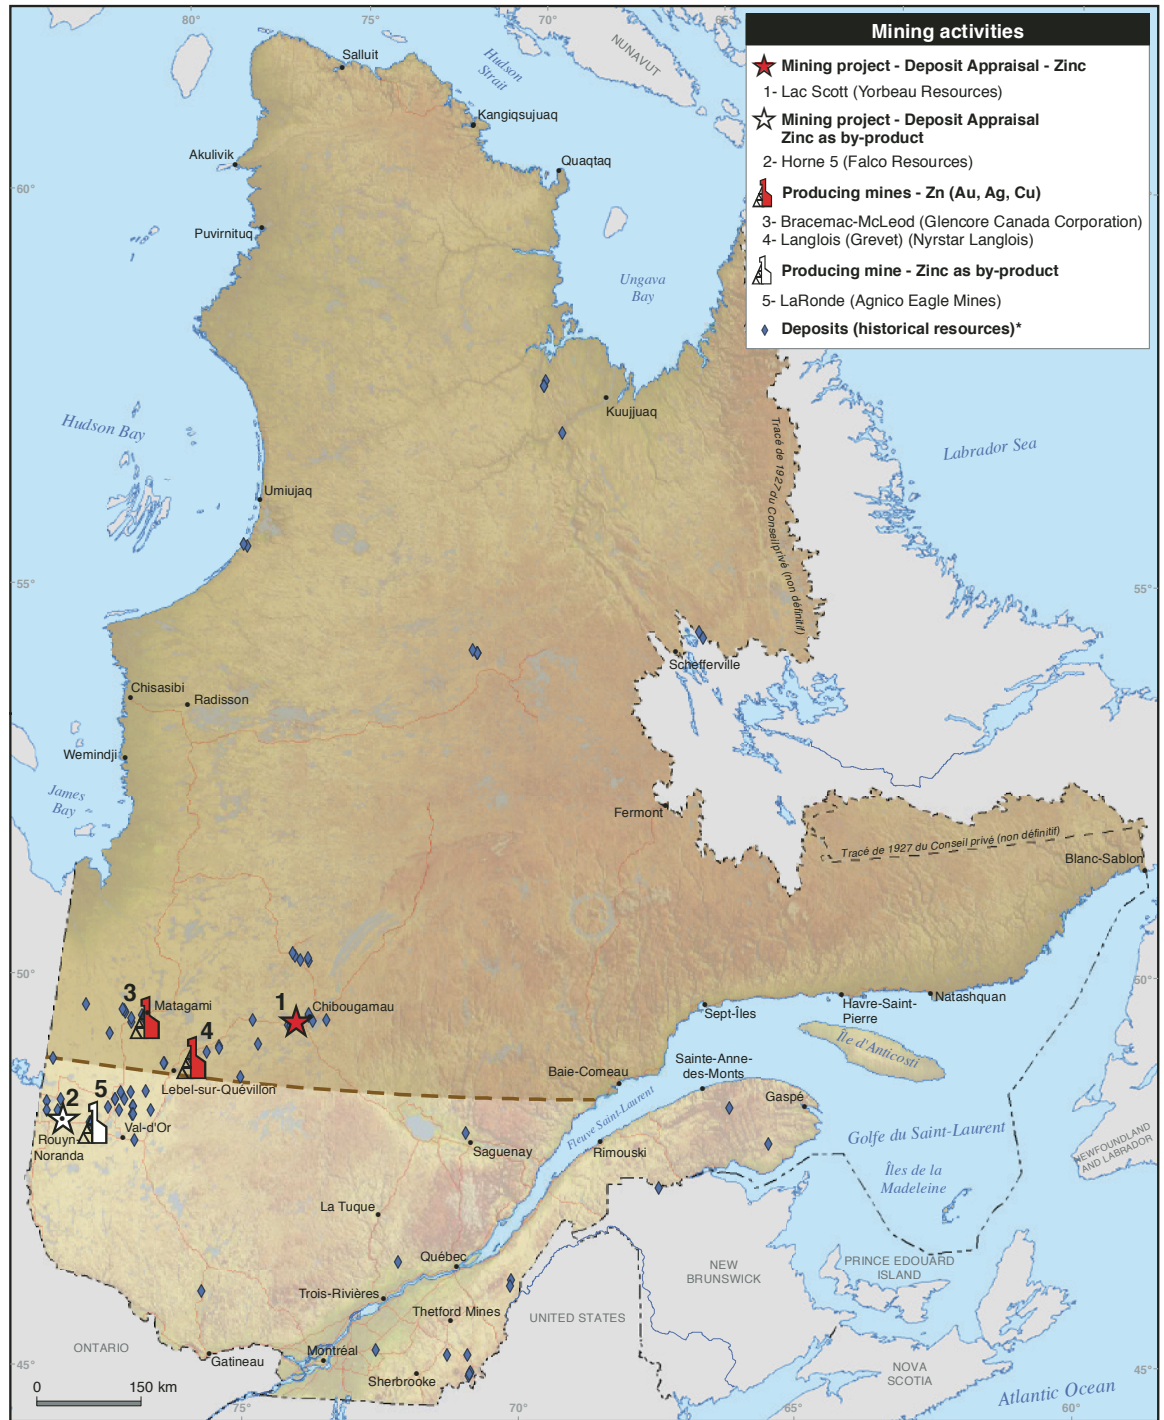 80°
75°
70°
Mining activities
Mining project - Deposit Appraisal - Zinc
1- Lac Scott (Yorbeau Resources)
Mining project - Deposit Appraisal
Zinc as by-product
2- Horne 5 (Falco Resources)
Producing mines - Zn (Au, Ag, Cu)
3- Bracemac-McLeod (Glencore Canada Corporation)
4- Langlois (Grevet) (Nyrstar Langlois)
Producing mine - Zinc as by-product
5- LaRonde (Agnico Eagle Mines)
Deposits (historical resources)*
Salluit
Hudson
Strait
NUNAVUT
Kangiqsujuaq
Akulivik
Quaqtaq
60°
Puvirnituq
Ungava
Bay
Kuujjuaq
Hudson Bay
Labrador Sea
Tracé de 1927 du Conseil privé (non définitif)
Umiujaq
55°
55°
Schefferville
Chisasibi
Radisson
Wemindji
James
Bay
Fermont
Tracé de 1927 du Conseil privé (non définitif)
Blanc-Sablon
50°
50°
3
Matagami
1
Chibougamau
Sept-Îles
Havre-Saint-
Pierre
Natashquan
4
Île d'Anticosti
Lebel-sur-Quévillon
Baie-Comeau
Sainte-Anne-
des-Monts
2
5
Gaspé
Fleuve Saint-Laurent
Val-d'Or
Rouyn-
Noranda
Saguenay
Rimouski
Golfe du Saint-Laurent
NEWFOUNDLAND
AND LABRADOR
Îles de la
Madeleine
La Tuque
Québec
NEW
BRUNSWICK
PRINCE EDOUARD
ISLAND
Trois-Rivières
Thetford Mines
UNITED STATES
ONTARIO
Montréal
Gatineau
Sherbrooke
NOVA
SCOTIA
45°
45°
Atlantic Ocean
0
150 km
75°
70°
65°
60°